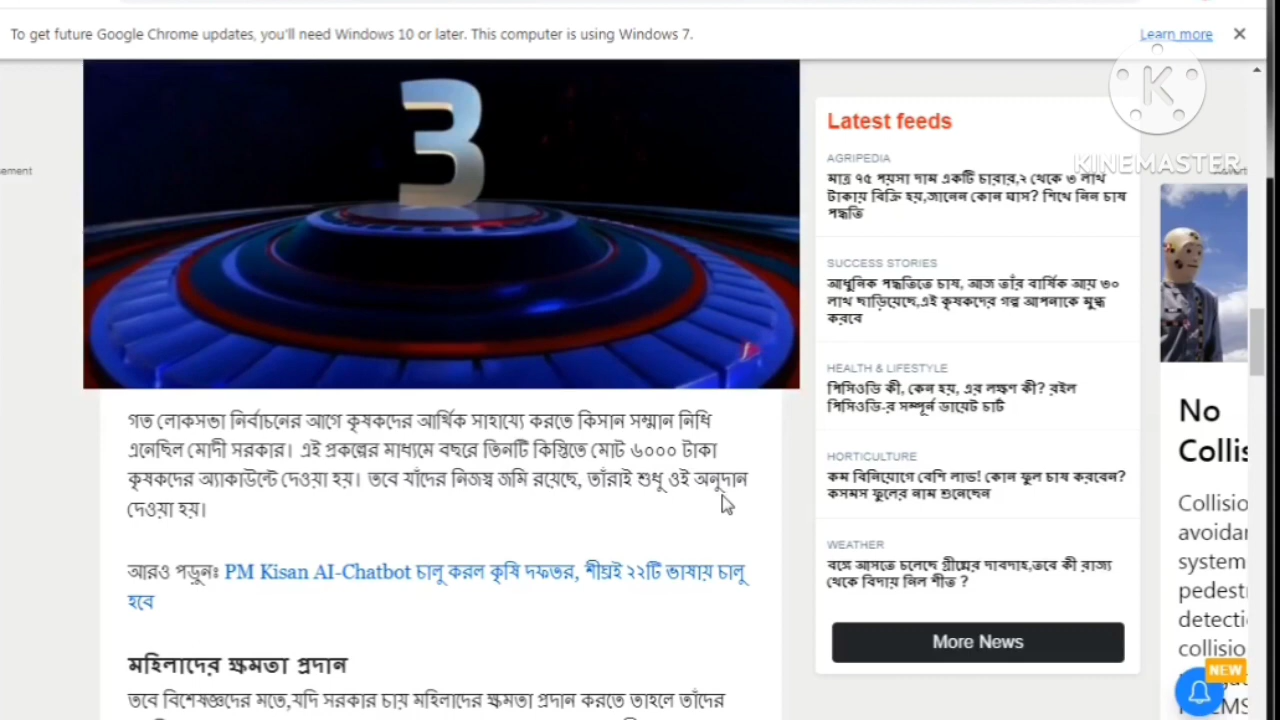 To get future Google Chrome updates, you'll need Windows 10 or later. This computer is using Windows 7.
Learn more
3
গত লোকসভা নির্বাচনের আগে কৃষকদের আর্থিক সাহায্যে করতে কিসান সম্মান নিধি
এনেছিল মোদী সরকার। এই প্রকল্পের মাধ্যমে বছরে তিনটি কিস্তিতে মোট ৬০০০ টাকা
কৃষকদের অ্যাকাউন্টে দেওয়া হয়। তবে যাঁদের নিজস্ব জমি রয়েছে, তাঁরাই শুধু ওই অনুদান
দেওয়া হয়।
আরও পড়ুনঃ PM Kisan AI-Chatbot চালু করল কৃষি দফতর, শীঘ্রই ২২টি ভাষায় চালু
হবে
মহিলাদের ক্ষমতা প্রদান
তবে বিশেষজ্ঞদের মতে,যদি সরকার চায় মহিলাদের ক্ষমতা প্রদান করতে তাহলে তাঁদের
Latest feeds
AGRIPEDIA
মাত্র ৭৫ পয়সা দাম একটি চারার,২ থেকে ৩ লাখ
টাকায় বিক্রি হয়,জানেন কোন ঘাস? শিখে নিন চাষ
পদ্ধতি
SUCCESS STORIES
আধুনিক পদ্ধতিতে চাষ, আজ তাঁর বার্ষিক আয় ৩০
লাখ ছাড়িয়েছে,এই কৃষকদের গল্প আপনাকে মুগ্ধ
করবে
HEALTH & LIFESTYLE
পিসিওডি কী, কেন হয়, এর লক্ষণ কী? রইল
পিসিওডি-র সম্পূর্ন ডায়েট চার্ট
HORTICULTURE
কম বিনিয়োগে বেশি লাভ! কোন ফুল চাষ করবেন?
কসমস ফুলের নাম শুনেছেন
WEATHER
বঙ্গে আসতে চলেছে গ্রীষ্মের দাবদাহ,তবে কী রাজ্য
থেকে বিদায় নিল শীত ?
More News
K
KINEMASTER
No
Collis
Collisio
avoidar
system
pedestr
detecti
collisio
NEW